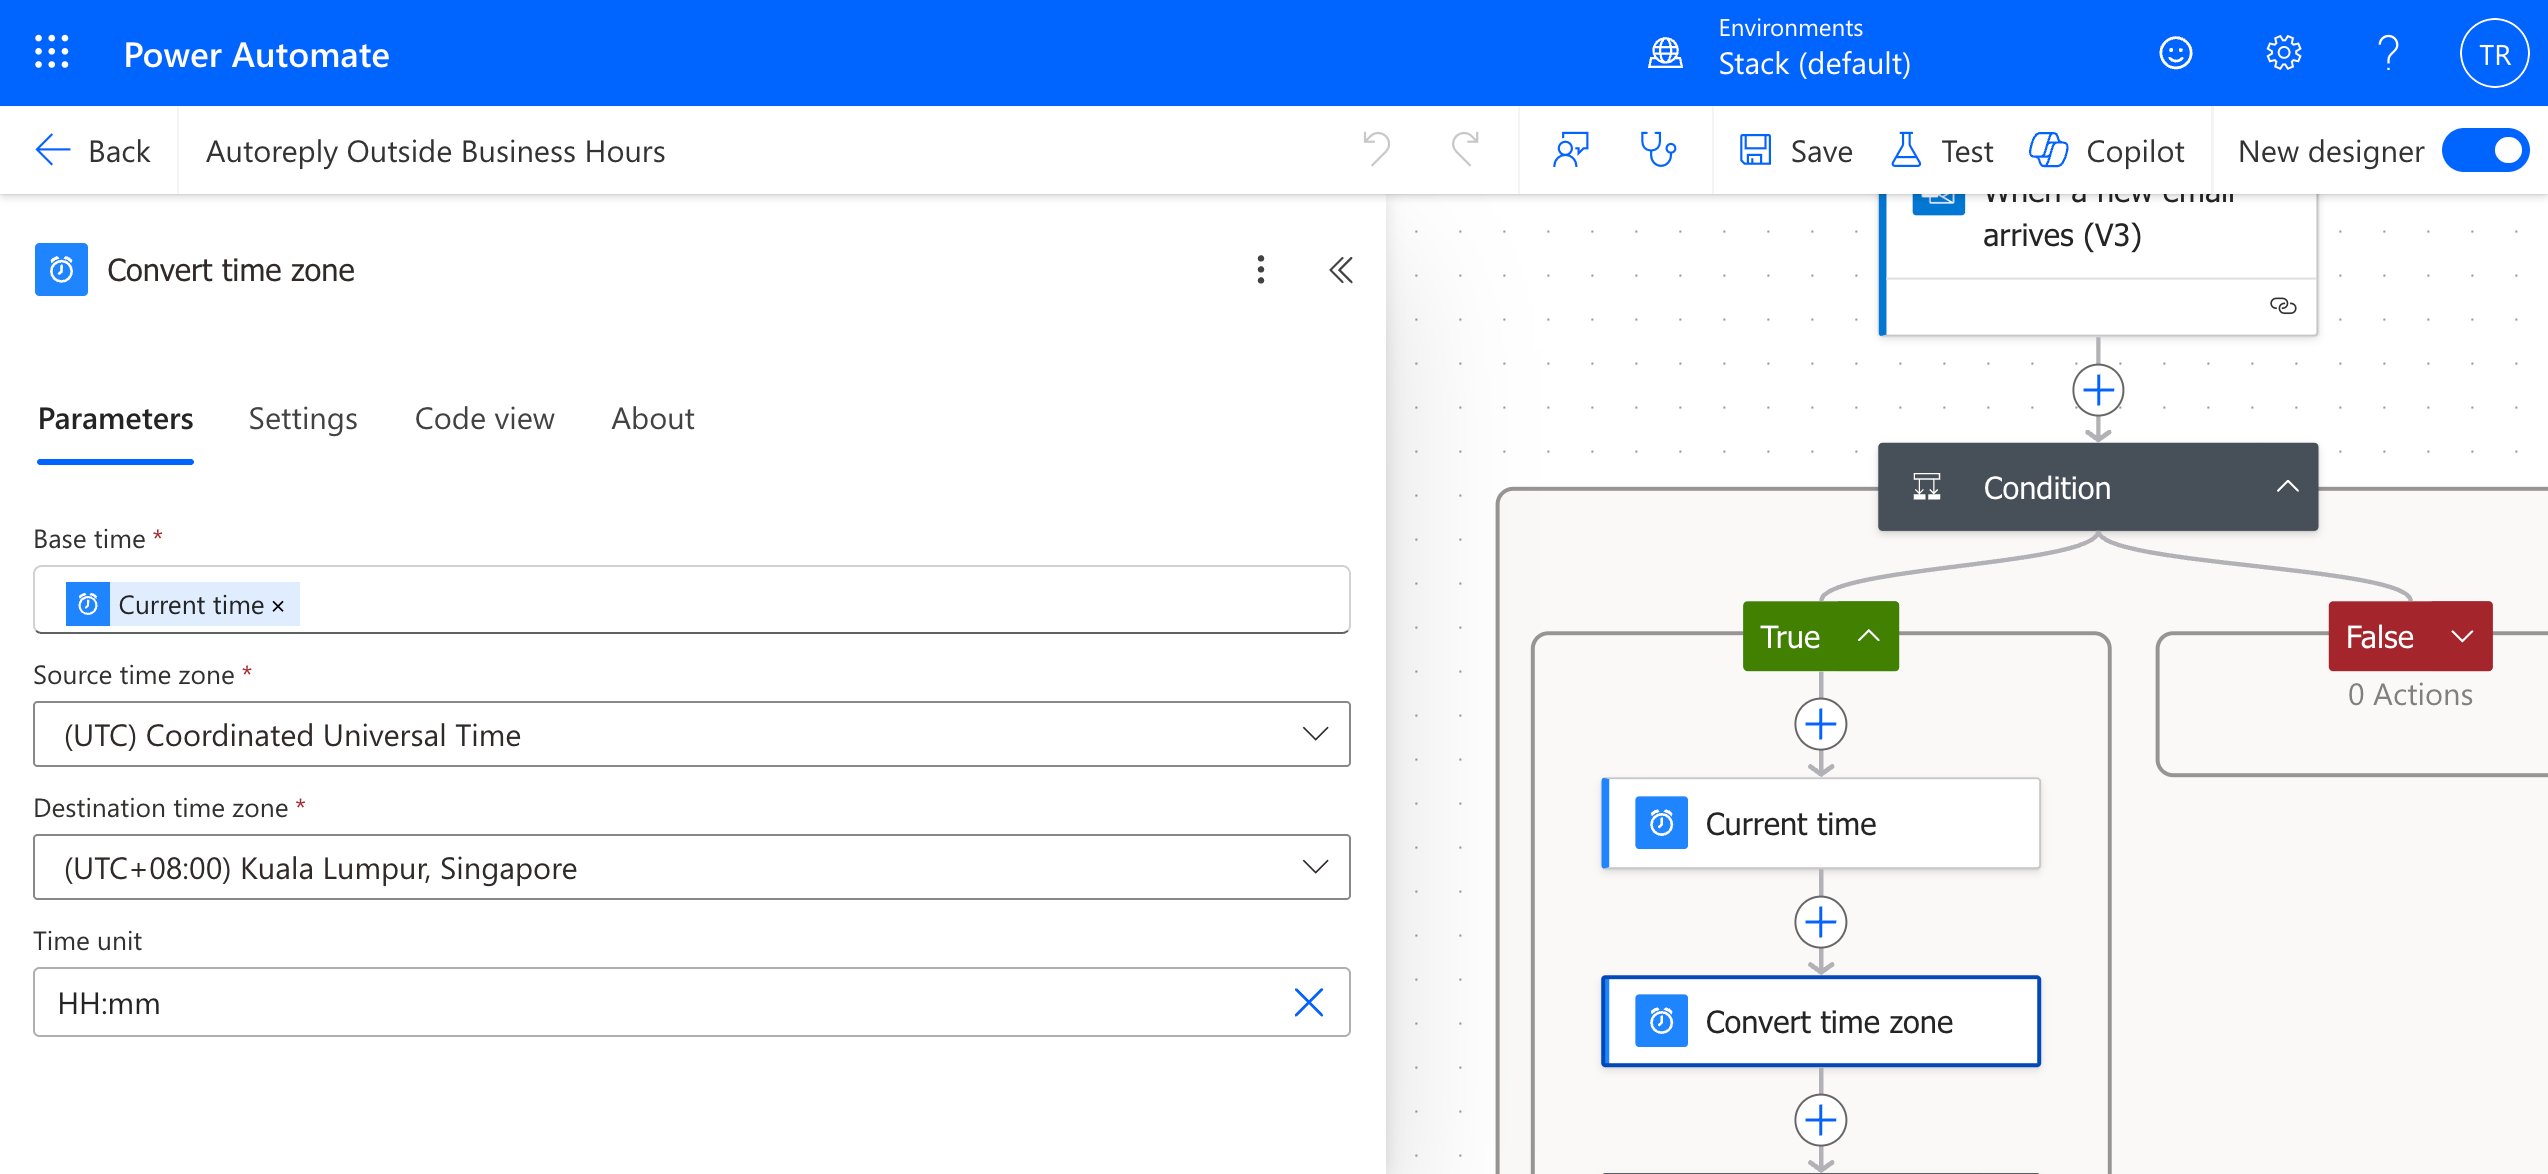 Power Automate
Environments
Stack (default)
TR
Back
Autoreply Outside Business Hours
Save
Test
Copilot
New designer
Convert time zone
Parameters
Settings
Code view
About
Base time *
Current time ×
Source time zone *
(UTC) Coordinated Universal Time
Destination time zone *
(UTC+08:00) Kuala Lumpur, Singapore
Time unit
HH:mm
When a new email
arrives (V3)
Condition
True
False
0 Actions
Current time
Convert time zone